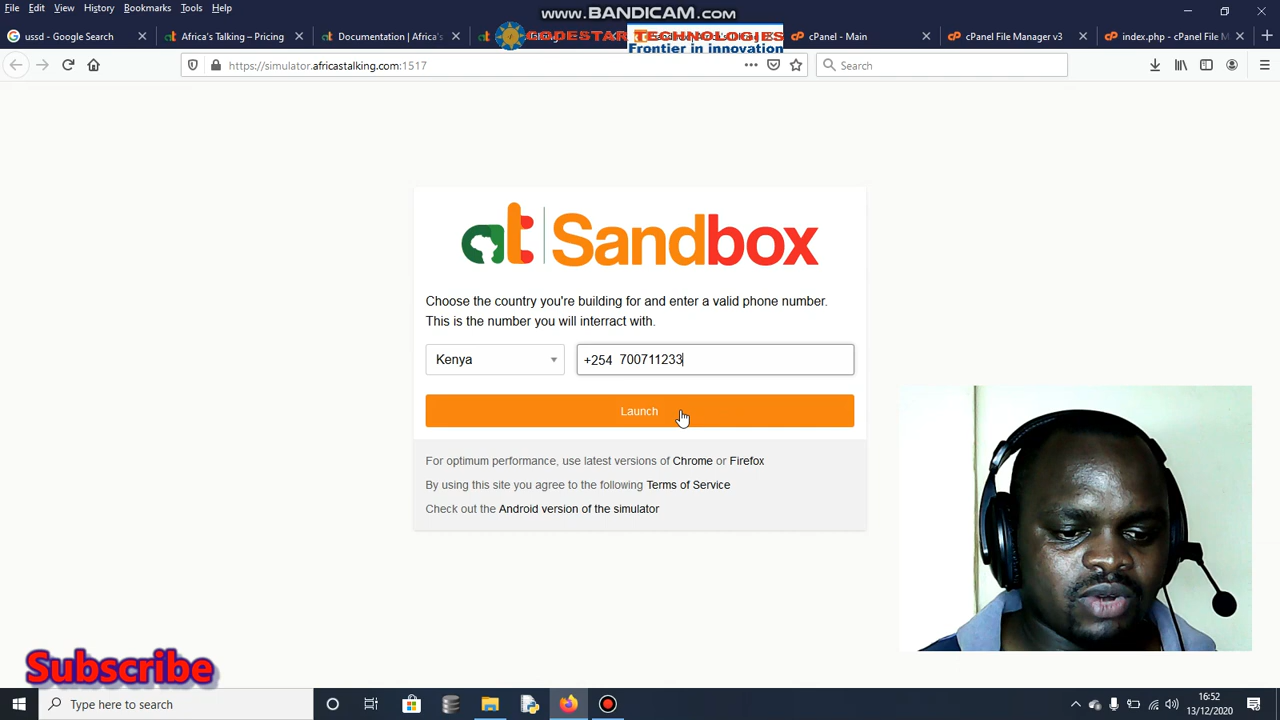 www.BANDICAM.com
File Edit View History Bookmarks Tools Help
ussd - Google Search
Africa's Talking – Pricing
Documentation | Africa's
CODESTAR TECHNOLOGIES
Frontier in innovation
cPanel - Main
cPanel File Manager v3
index.php - cPanel File M
https://simulator.africastalking.com:1517
Search
at Sandbox
Choose the country you're building for and enter a valid phone number.
This is the number you will interract with.
Kenya
+254 700711233
Launch
For optimum performance, use latest versions of Chrome or Firefox
By using this site you agree to the following Terms of Service
Check out the Android version of the simulator
Subscribe
Type here to search
16:52
13/12/2020